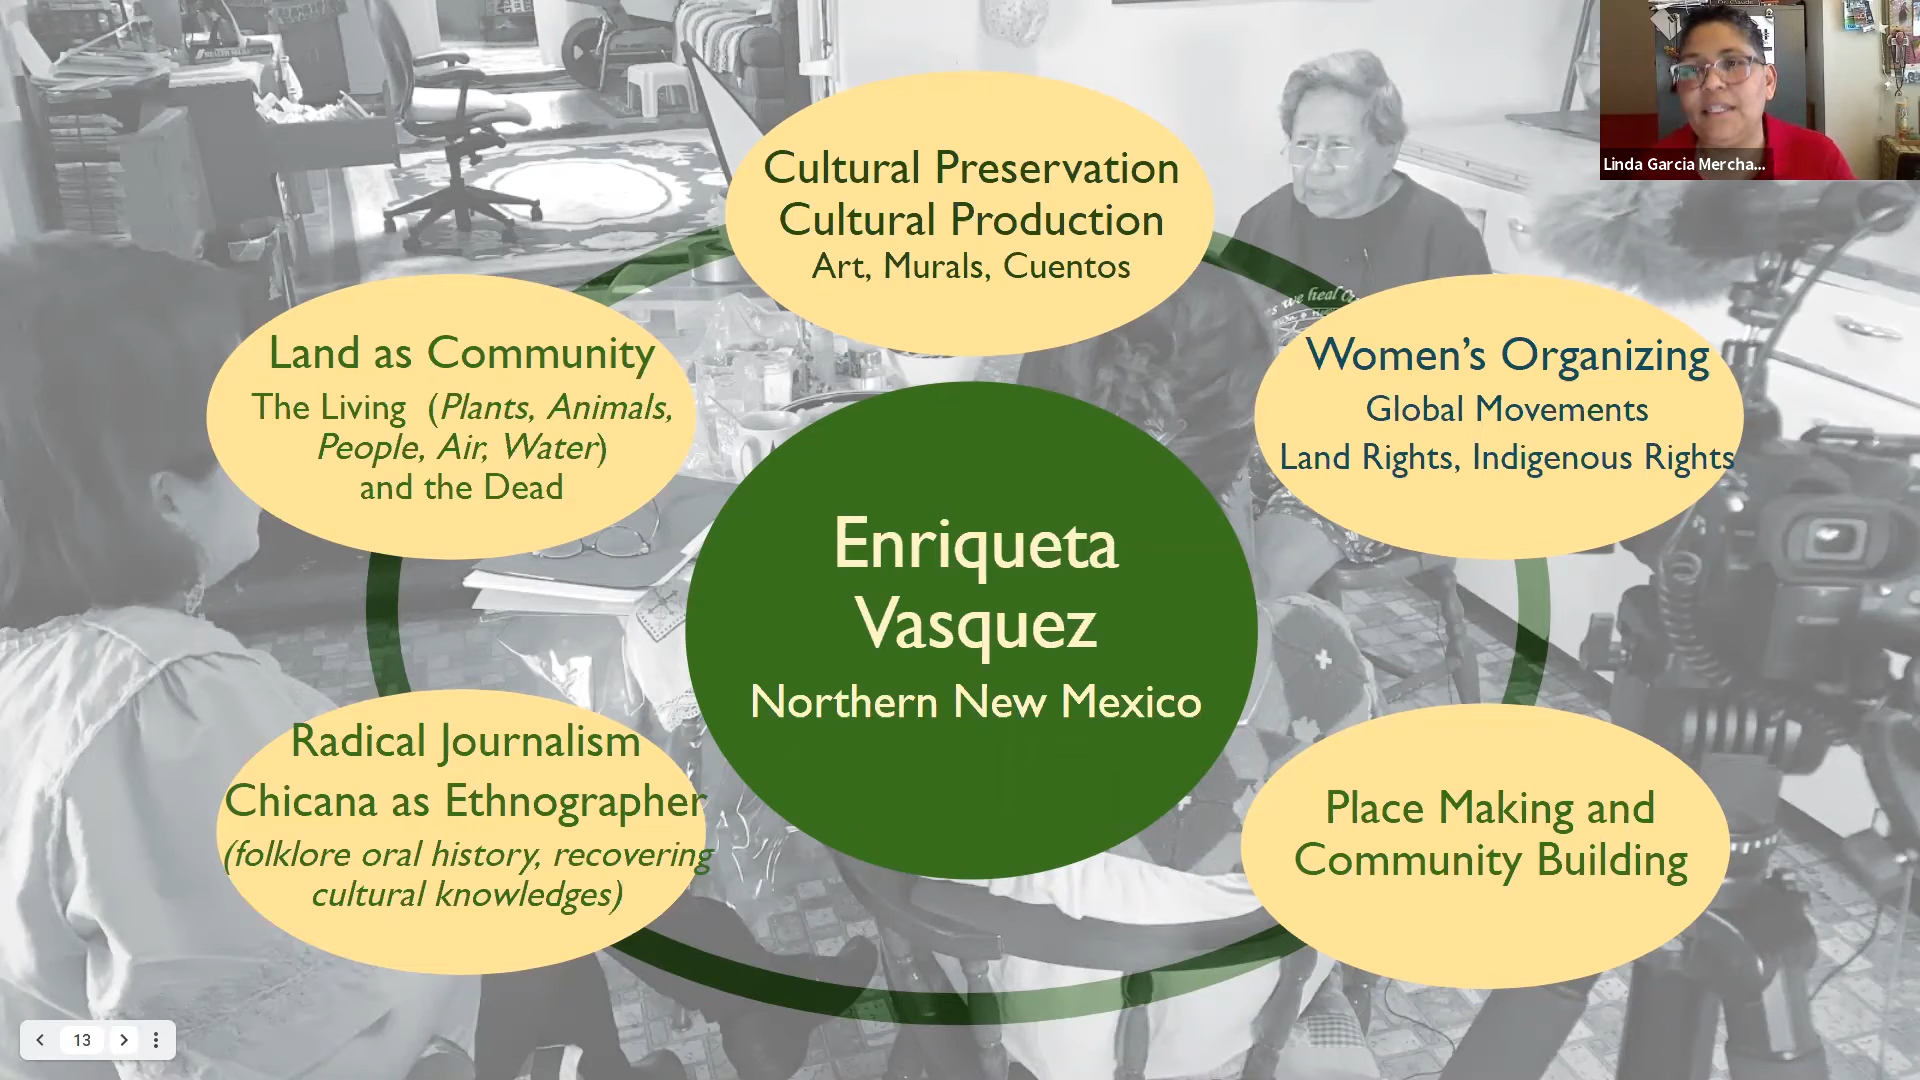 Cultural Preservation
Cultural Production
Art, Murals, Cuentos
Linda Garcia Mercha...
we heal
Land as Community
The Living (Plants, Animals,
People, Air, Water)
and the Dead
Women's Organizing
Global Movements
Land Rights, Indigenous Rights
Enriqueta
Vasquez
Northern New Mexico
Radical Journalism
Chicana as Ethnographer
(folklore oral history, recovering
cultural knowledges)
Place Making and
Community Building
13